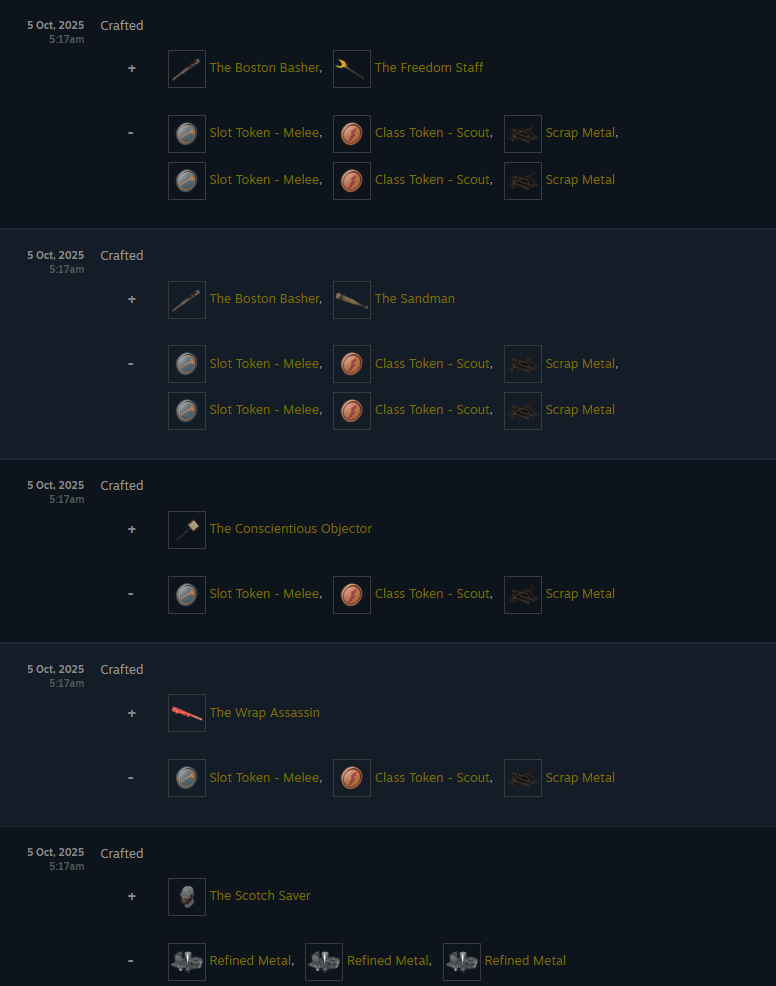 5 Oct, 2025 Crafted
5:17am
+ The Boston Basher, The Freedom Staff
- Slot Token - Melee, Class Token - Scout, Scrap Metal,
Slot Token - Melee, Class Token - Scout, Scrap Metal
5 Oct, 2025 Crafted
5:17am
+ The Boston Basher, The Sandman
- Slot Token - Melee, Class Token - Scout, Scrap Metal,
Slot Token - Melee, Class Token - Scout, Scrap Metal
5 Oct, 2025 Crafted
5:17am
+ The Conscientious Objector
- Slot Token - Melee, Class Token - Scout, Scrap Metal
5 Oct, 2025 Crafted
5:17am
+ The Wrap Assassin
- Slot Token - Melee, Class Token - Scout, Scrap Metal
5 Oct, 2025 Crafted
5:17am
+ The Scotch Saver
- Refined Metal, Refined Metal, Refined Metal